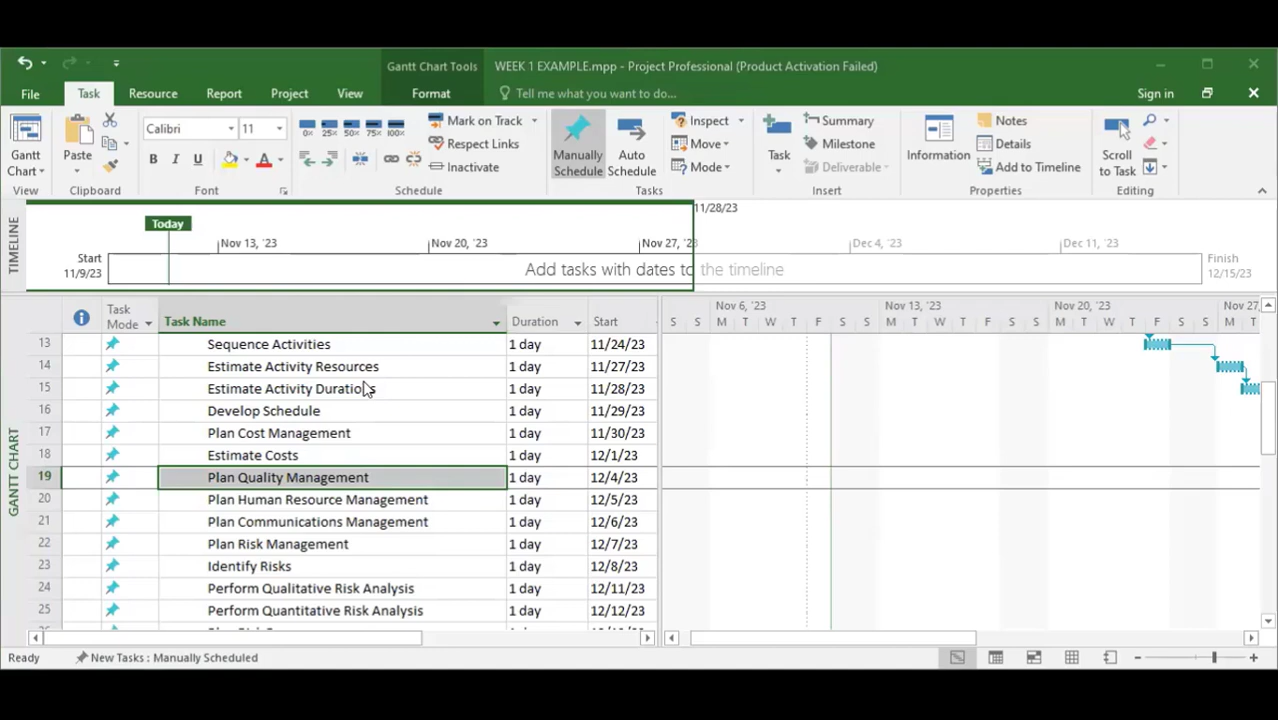 Gantt Chart Tools WEEK 1 EXAMPLE.mpp - Project Professional (Product Activation Failed)
File Task Resource Report Project View Format Tell me what you want to do... Sign in
Gantt Chart
Paste
Calibri 11
B I U A
0% 25% 50% 75% 100%
Mark on Track
Respect Links
Inactivate
Manually Schedule
Auto Schedule
Inspect
Move
Mode
Task
Summary
Milestone
Deliverable
Information
Notes
Details
Add to Timeline
Scroll to Task
View Clipboard Font Schedule Tasks Insert Properties Editing
TIMELINE
11/28/23
Today
Nov 13, '23 Nov 20, '23 Nov 27, '23 Dec 4, '23 Dec 11, '23
Start
11/9/23
Add tasks with dates to the timeline
Finish
12/15/23
GANTT CHART
Task Mode Task Name Duration Start
Nov 6, '23 Nov 13, '23 Nov 20, '23 Nov 27
S S M T W T F S S M T W T F S S M T W T F S S M T
13 Sequence Activities 1 day 11/24/23
14 Estimate Activity Resources 1 day 11/27/23
15 Estimate Activity Durations 1 day 11/28/23
16 Develop Schedule 1 day 11/29/23
17 Plan Cost Management 1 day 11/30/23
18 Estimate Costs 1 day 12/1/23
19 Plan Quality Management 1 day 12/4/23
20 Plan Human Resource Management 1 day 12/5/23
21 Plan Communications Management 1 day 12/6/23
22 Plan Risk Management 1 day 12/7/23
23 Identify Risks 1 day 12/8/23
24 Perform Qualitative Risk Analysis 1 day 12/11/23
25 Perform Quantitative Risk Analysis 1 day 12/12/23
Ready New Tasks : Manually Scheduled